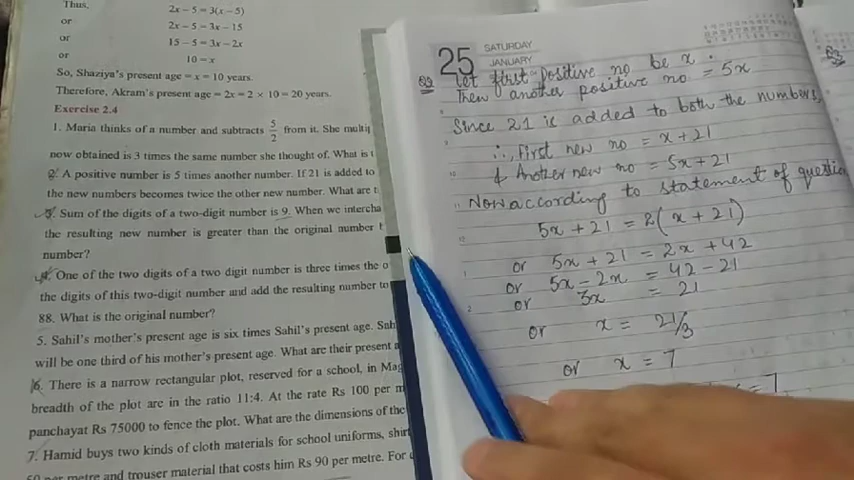 Thus, 2x − 5 = 3(x−5)
or 2x − 5 = 3x − 15
or 15 − 5 = 3x − 2x
or 10 = x
So, Shaziya's present age = x = 10 years.
Therefore, Akram's present age = 2x = 2 × 10 = 20 years.
Exercise 2.4
1. Maria thinks of a number and subtracts 5/2 from it. She
now obtained is 3 times the same number she thought of. What is
2. A positive number is 5 times another number. If 21 is added to
the new numbers becomes twice the other new number. What are
3. Sum of the digits of a two-digit number is 9. When we
the resulting new number is greater than the original number
number?
4. One of the two digits of a two digit number is three times the
the digits of this two-digit number and add the resulting number to
88. What is the original number?
5. Sahil's mother's present age is six times Sahil's present age.
will be one third of his mother's present age. What are their present
6. There is a narrow rectangular plot, reserved for a school, in
breadth of the plot are in the ratio 11:4. At the rate Rs 100 per
panchayat Rs 75000 to fence the plot. What are the dimensions of the
7. Hamid buys two kinds of cloth materials for school uniforms,
50 per metre and trouser material that costs him Rs 90 per metre. For
25 SATURDAY
JANUARY
Q2 Let first positive no be x
Then another positive no = 5x
Since 21 is added to both the numbers,
∴, First new no = x + 21
& Another new no = 5x + 21
Now according to statement of question
5x + 21 = 2(x + 21)
or 5x + 21 = 2x + 42
or 5x − 2x = 42 − 21
or 3x = 21
or x = 21/3
or x = 7
= 7